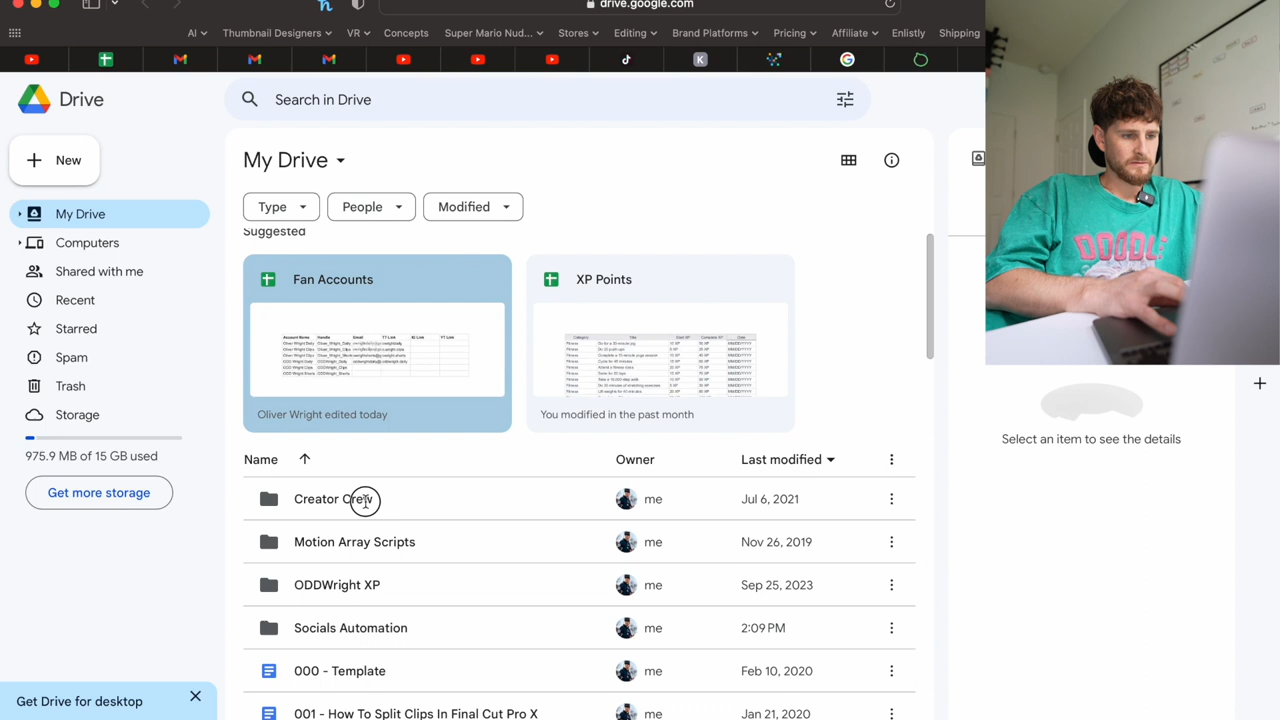 drive.google.com
AI Thumbnail Designers VR Concepts Super Mario Nud... Stores Editing Brand Platforms Pricing Affiliate Enlistly Shipping
Drive
Search in Drive
New
My Drive
Computers
Shared with me
Recent
Starred
Spam
Trash
Storage
975.9 MB of 15 GB used
Get more storage
Get Drive for desktop
My Drive
Type People Modified
Suggested
Fan Accounts
Oliver Wright edited today
XP Points
You modified in the past month
Name Owner Last modified
Creator Crew me Jul 6, 2021
Motion Array Scripts me Nov 26, 2019
ODDWright XP me Sep 25, 2023
Socials Automation me 2:09 PM
000 - Template me Feb 10, 2020
001 - How To Split Clips In Final Cut Pro X me Jan 21, 2020
DOODLE
Select an item to see the details